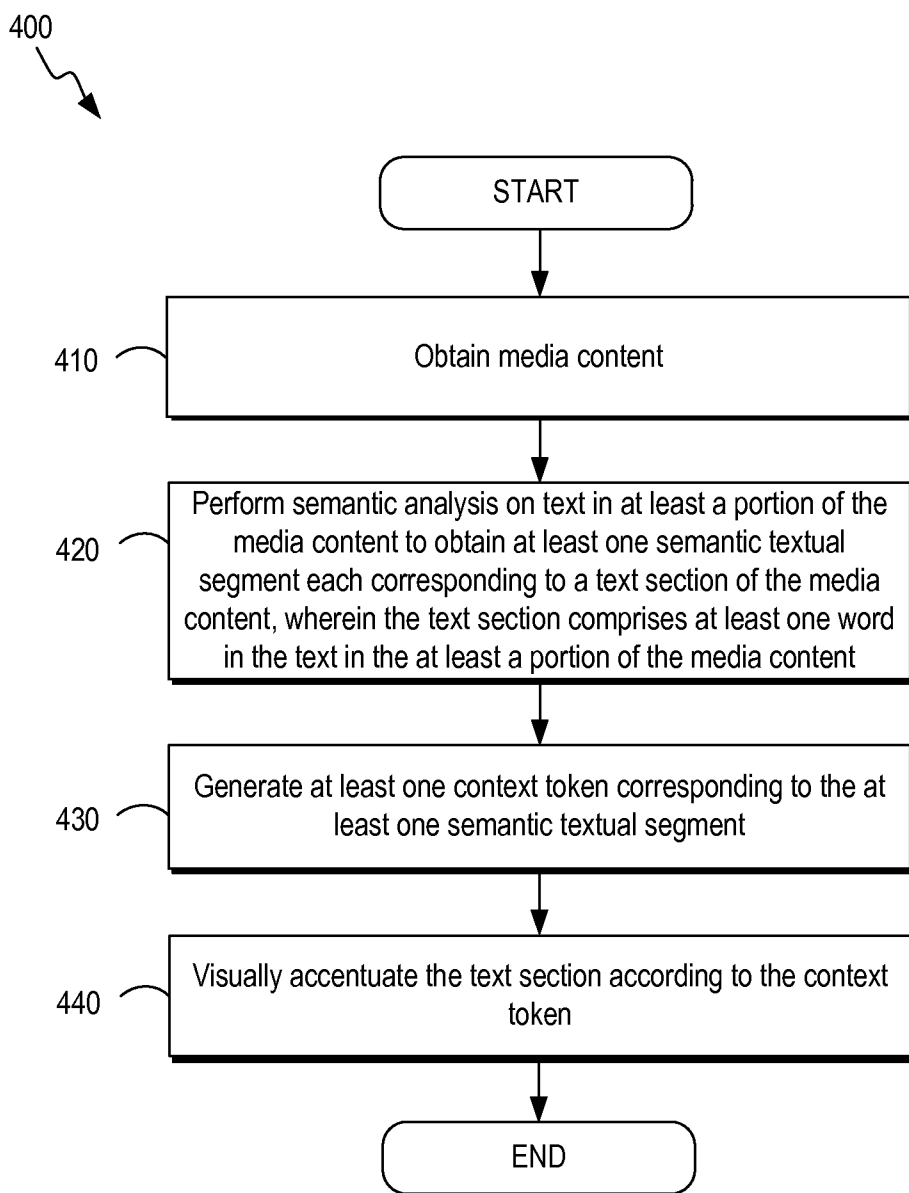 400
START
410
Obtain media content
420
Perform semantic analysis on text in at least a portion of the
media content to obtain at least one semantic textual
segment each corresponding to a text section of the media
content, wherein the text section comprises at least one word
in the text in the at least a portion of the media content
430
Generate at least one context token corresponding to the at
least one semantic textual segment
440
Visually accentuate the text section according to the context
token
END